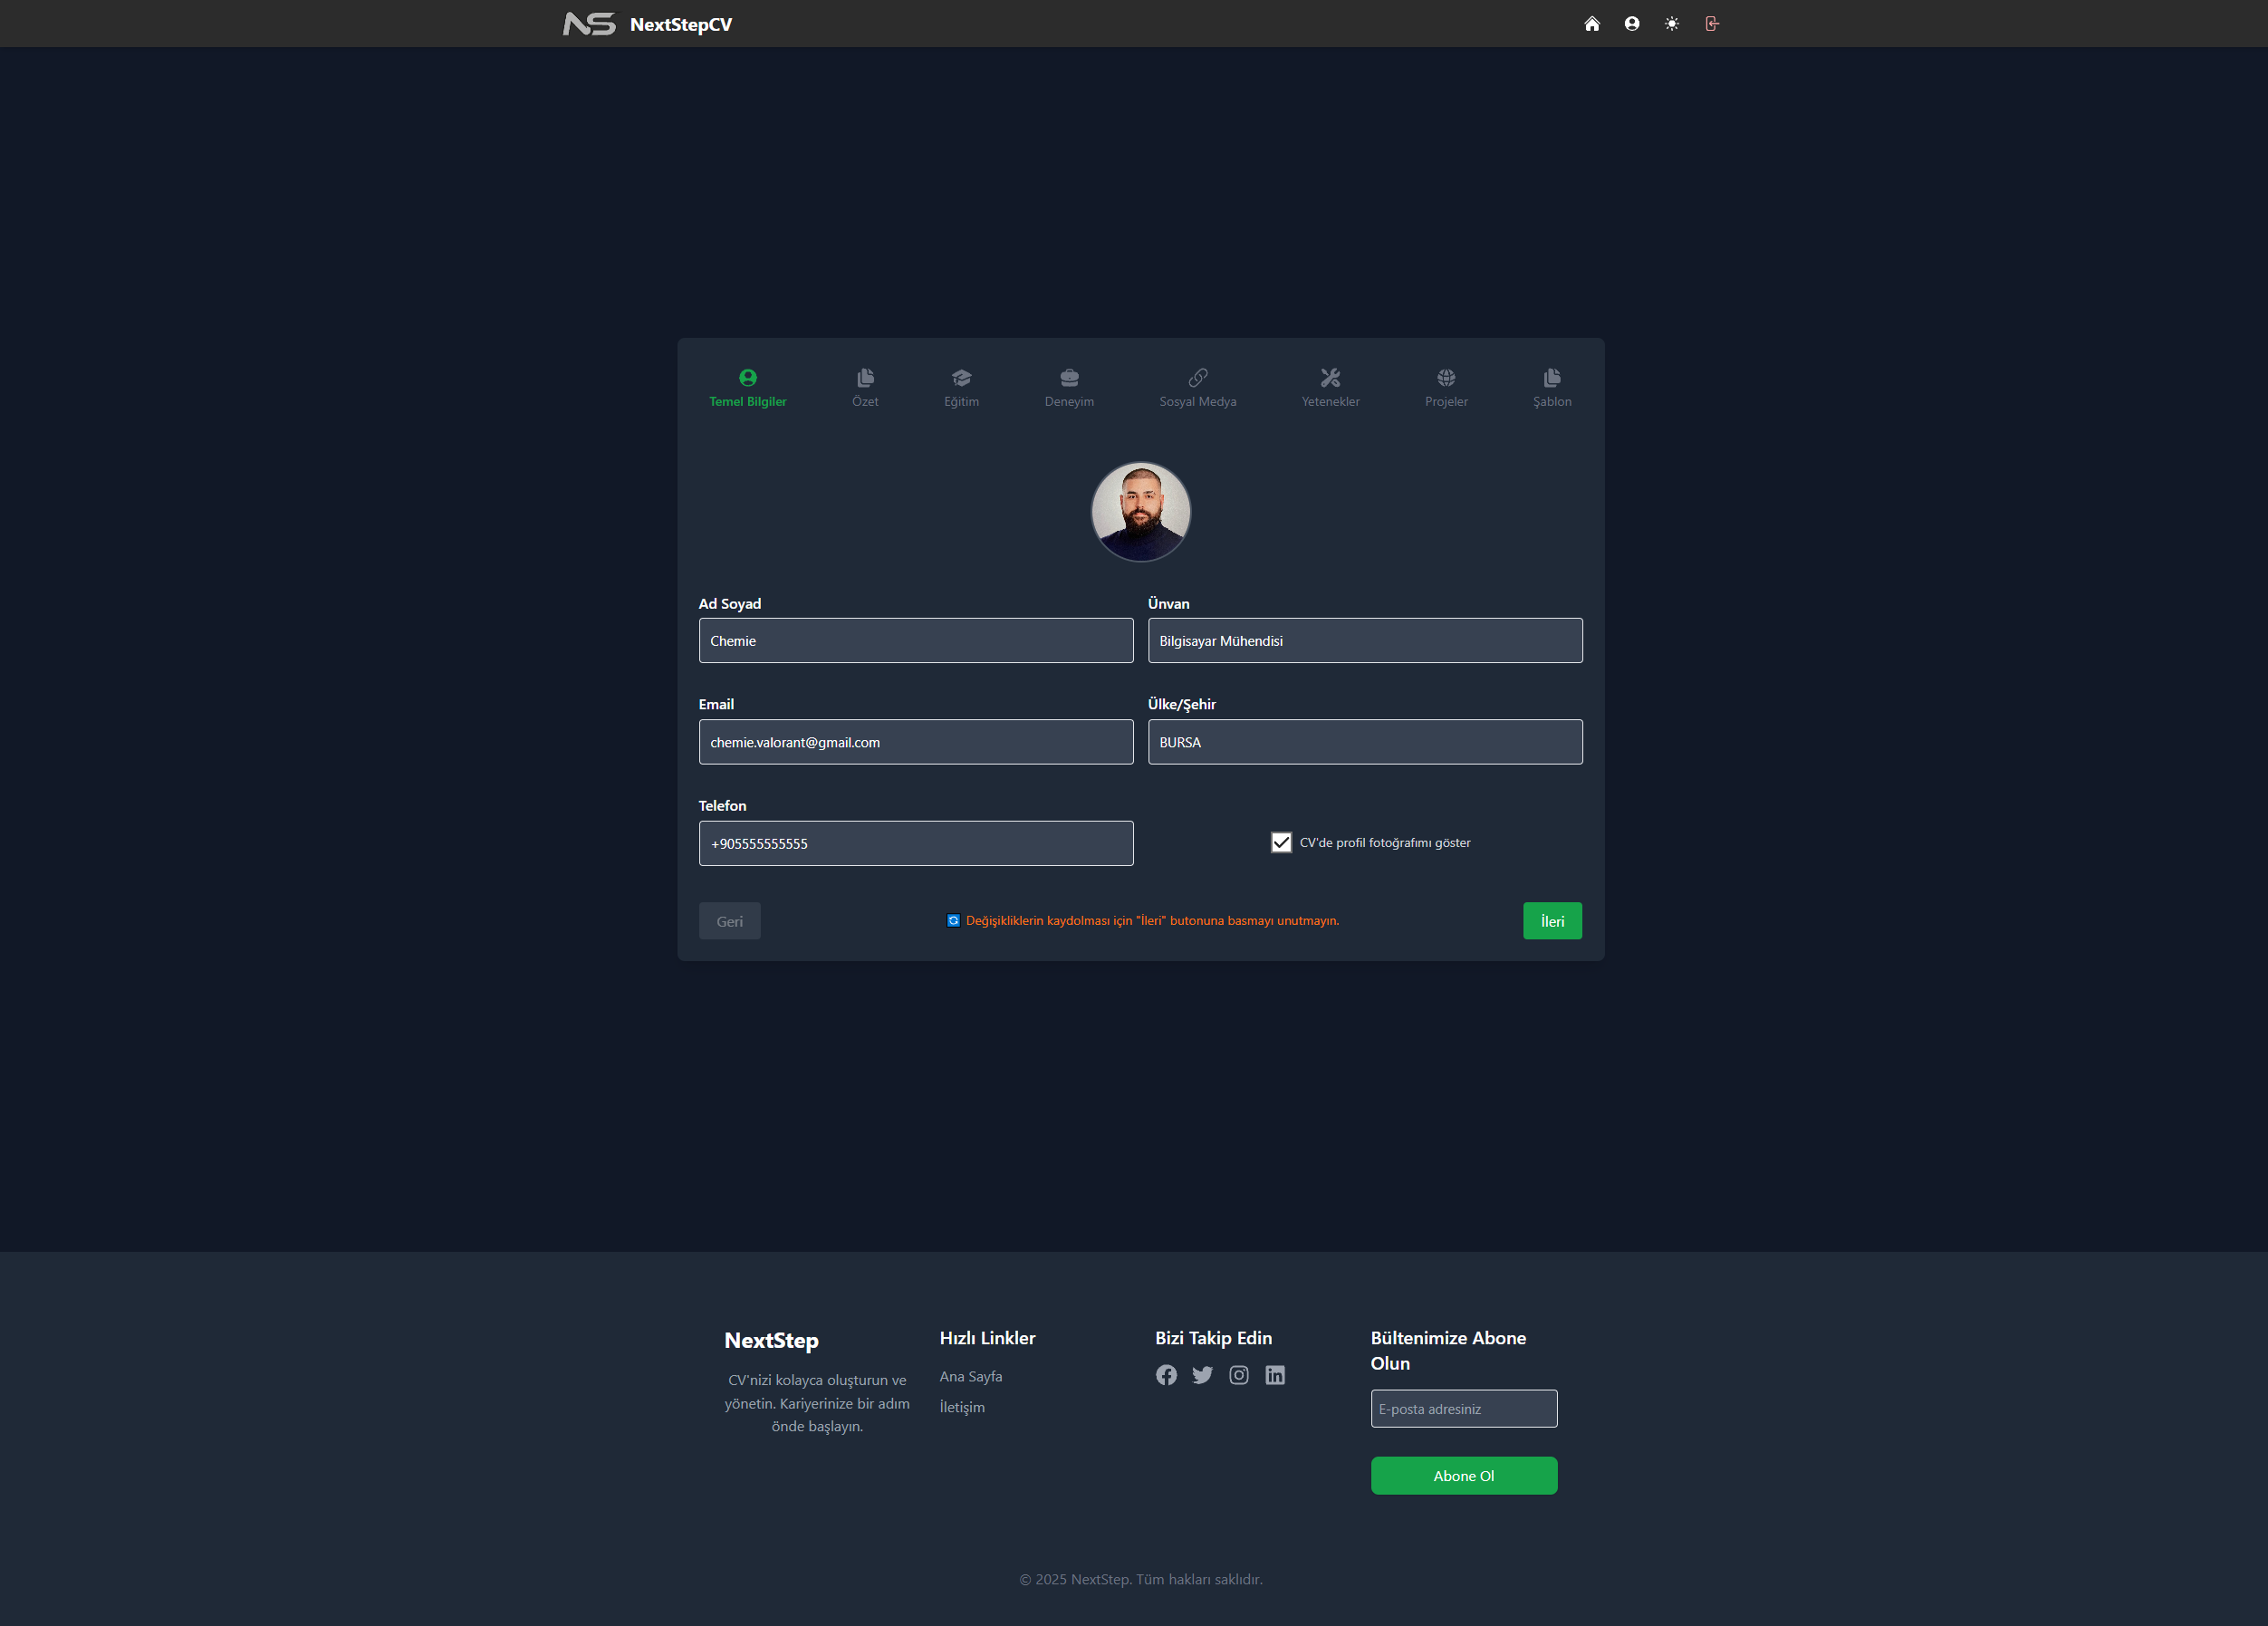 NS NextStepCV
Temel Bilgiler
Özet
Eğitim
Deneyim
Sosyal Medya
Yetenekler
Projeler
Şablon
Ad Soyad
Ünvan
Chemie
Bilgisayar Mühendisi
Email
Ülke/Şehir
chemie.valorant@gmail.com
BURSA
Telefon
+905555555555
CV'de profil fotoğrafımı göster
Geri
Değişikliklerin kaydolması için "İleri" butonuna basmayı unutmayın.
İleri
NextStep
CV'nizi kolayca oluşturun ve
yönetin. Kariyerinize bir adım
önde başlayın.
Hızlı Linkler
Ana Sayfa
İletişim
Bizi Takip Edin
Bültenimize Abone
Olun
E-posta adresiniz
Abone Ol
© 2025 NextStep. Tüm hakları saklıdır.